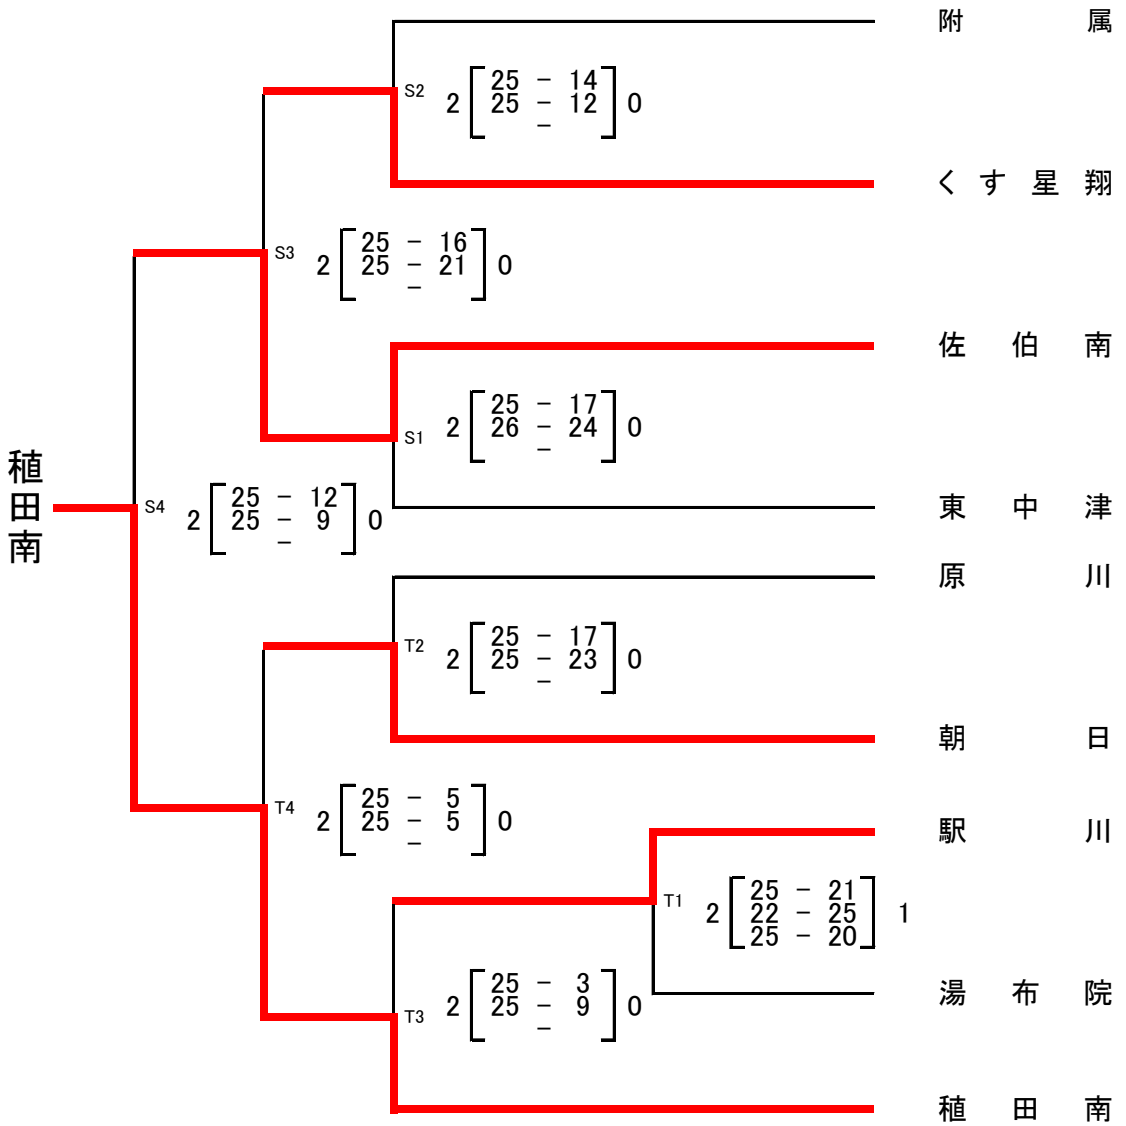 附属
S2
2 25 - 14 0
25 - 12
-
くす星翔
S3
2 25 - 16 0
25 - 21
-
佐伯南
S1
2 25 - 17 0
26 - 24
-
東中津
稙田南
S4
2 25 - 12 0
25 - 9
-
原川
T2
2 25 - 17 0
25 - 23
-
朝日
T4
2 25 - 5 0
25 - 5
-
駅川
T1
2 25 - 21 1
22 - 25
25 - 20
湯布院
T3
2 25 - 3 0
25 - 9
-
稙田南